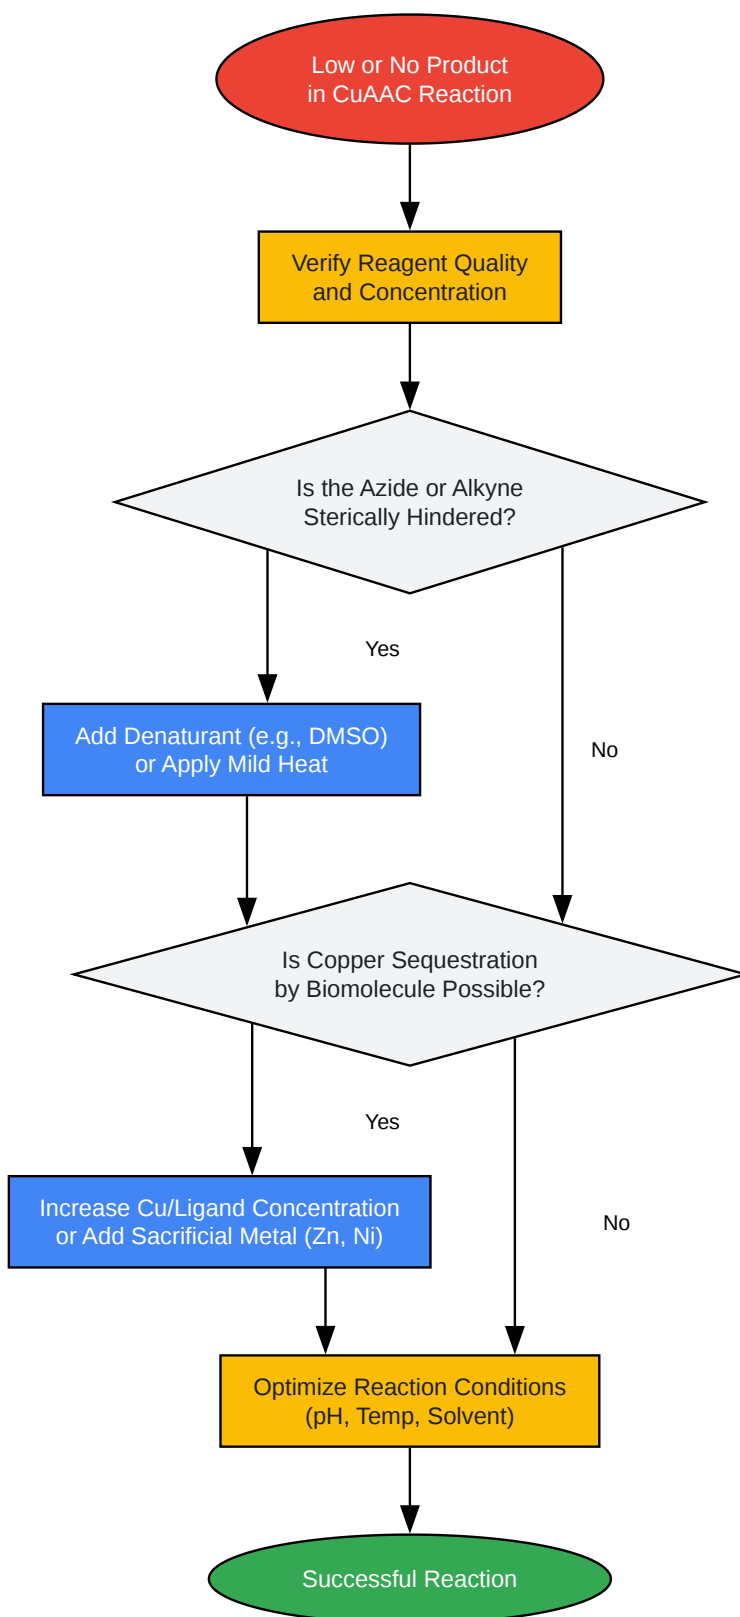 Low or No Product
in CuAAC Reaction
Verify Reagent Quality
and Concentration
Is the Azide or Alkyne
Sterically Hindered?
Yes
Add Denaturant (e.g., DMSO)
or Apply Mild Heat
No
Is Copper Sequestration
by Biomolecule Possible?
Yes
Increase Cu/Ligand Concentration
or Add Sacrificial Metal (Zn, Ni)
No
Optimize Reaction Conditions
(pH, Temp, Solvent)
Successful Reaction